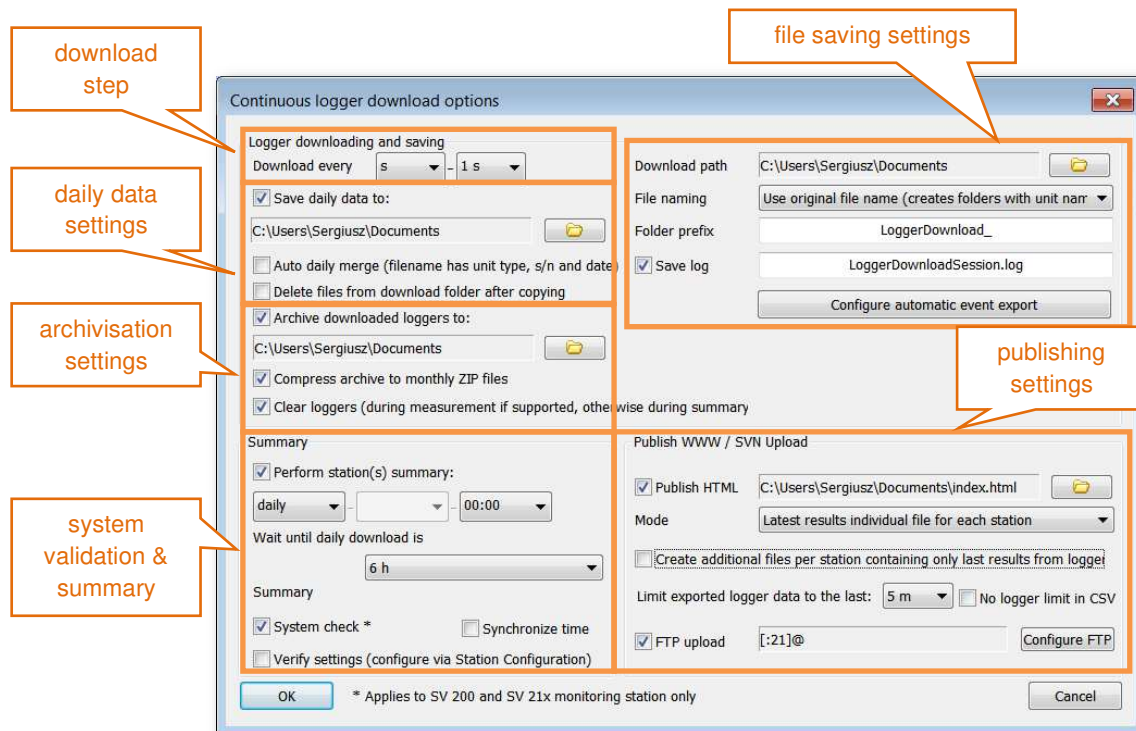 file saving settings
download
step
Continuous logger download options
Logger downloading and saving
Download every s - 1 s
daily data
settings
Save daily data to:
C:\Users\Sergiusz\Documents
Auto daily merge (filename has unit type, s/n and date)
Delete files from download folder after copying
Download path C:\Users\Sergiusz\Documents
File naming Use original file name (creates folders with unit nam
Folder prefix LoggerDownload_
Save log LoggerDownloadSession.log
Configure automatic event export
archivisation
settings
Archive downloaded loggers to:
C:\Users\Sergiusz\Documents
Compress archive to monthly ZIP files
Clear loggers (during measurement if supported, otherwise during summary
publishing
settings
system
validation &
summary
Summary
Perform station(s) summary:
daily - - 00:00
Wait until daily download is
6 h
Summary
System check * Synchronize time
Verify settings (configure via Station Configuration)
Publish WWW / SVN Upload
Publish HTML C:\Users\Sergiusz\Documents\index.html
Mode Latest results individual file for each station
Create additional files per station containing only last results from logger
Limit exported logger data to the last: 5 m No logger limit in CSV
FTP upload [:21]@ Configure FTP
OK * Applies to SV 200 and SV 21x monitoring station only Cancel